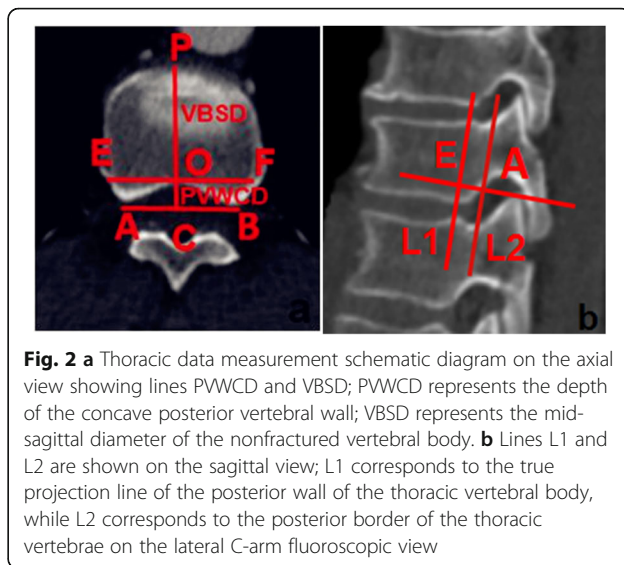 P
VBSD
E O F
PVWCD
A C B
a
E A
L1 L2
b
Fig. 2 a Thoracic data measurement schematic diagram on the axial
view showing lines PVWCD and VBSD; PVWCD represents the depth
of the concave posterior vertebral wall; VBSD represents the mid-
sagittal diameter of the nonfractured vertebral body. b Lines L1 and
L2 are shown on the sagittal view; L1 corresponds to the true
projection line of the posterior wall of the thoracic vertebral body,
while L2 corresponds to the posterior border of the thoracic
vertebrae on the lateral C-arm fluoroscopic view